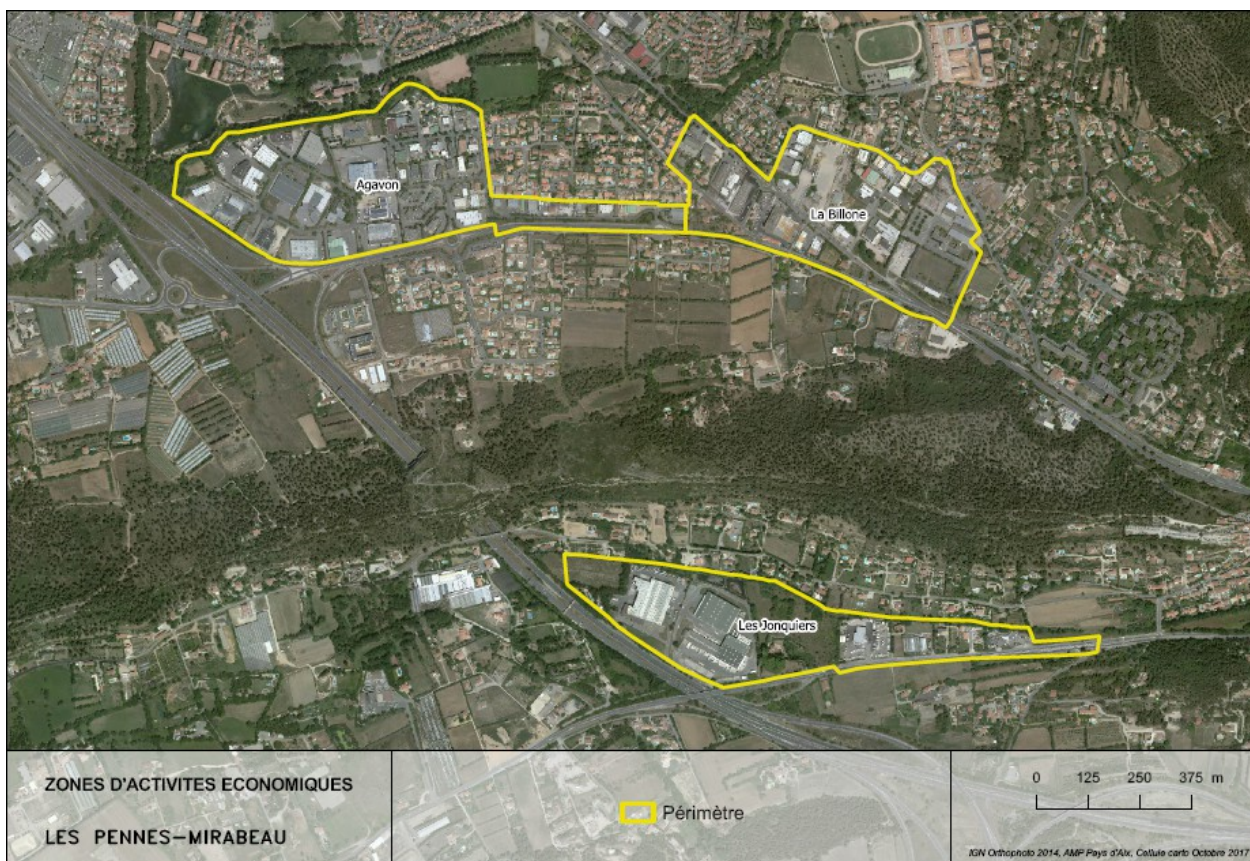 Agavon
La Billone
Les Jonquiers
ZONES D'ACTIVITES ECONOMIQUES
LES PENNES-MIRABEAU
Périmètre
0 125 250 375 m
IGN Orthophoto 2014, AMP Pays d'Aix, Cellule carto Octobre 2017